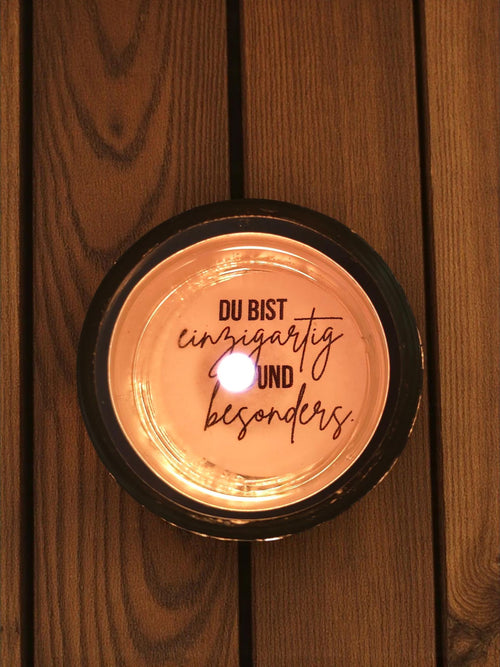 DU BIST
einzigartig
UND
besonders.